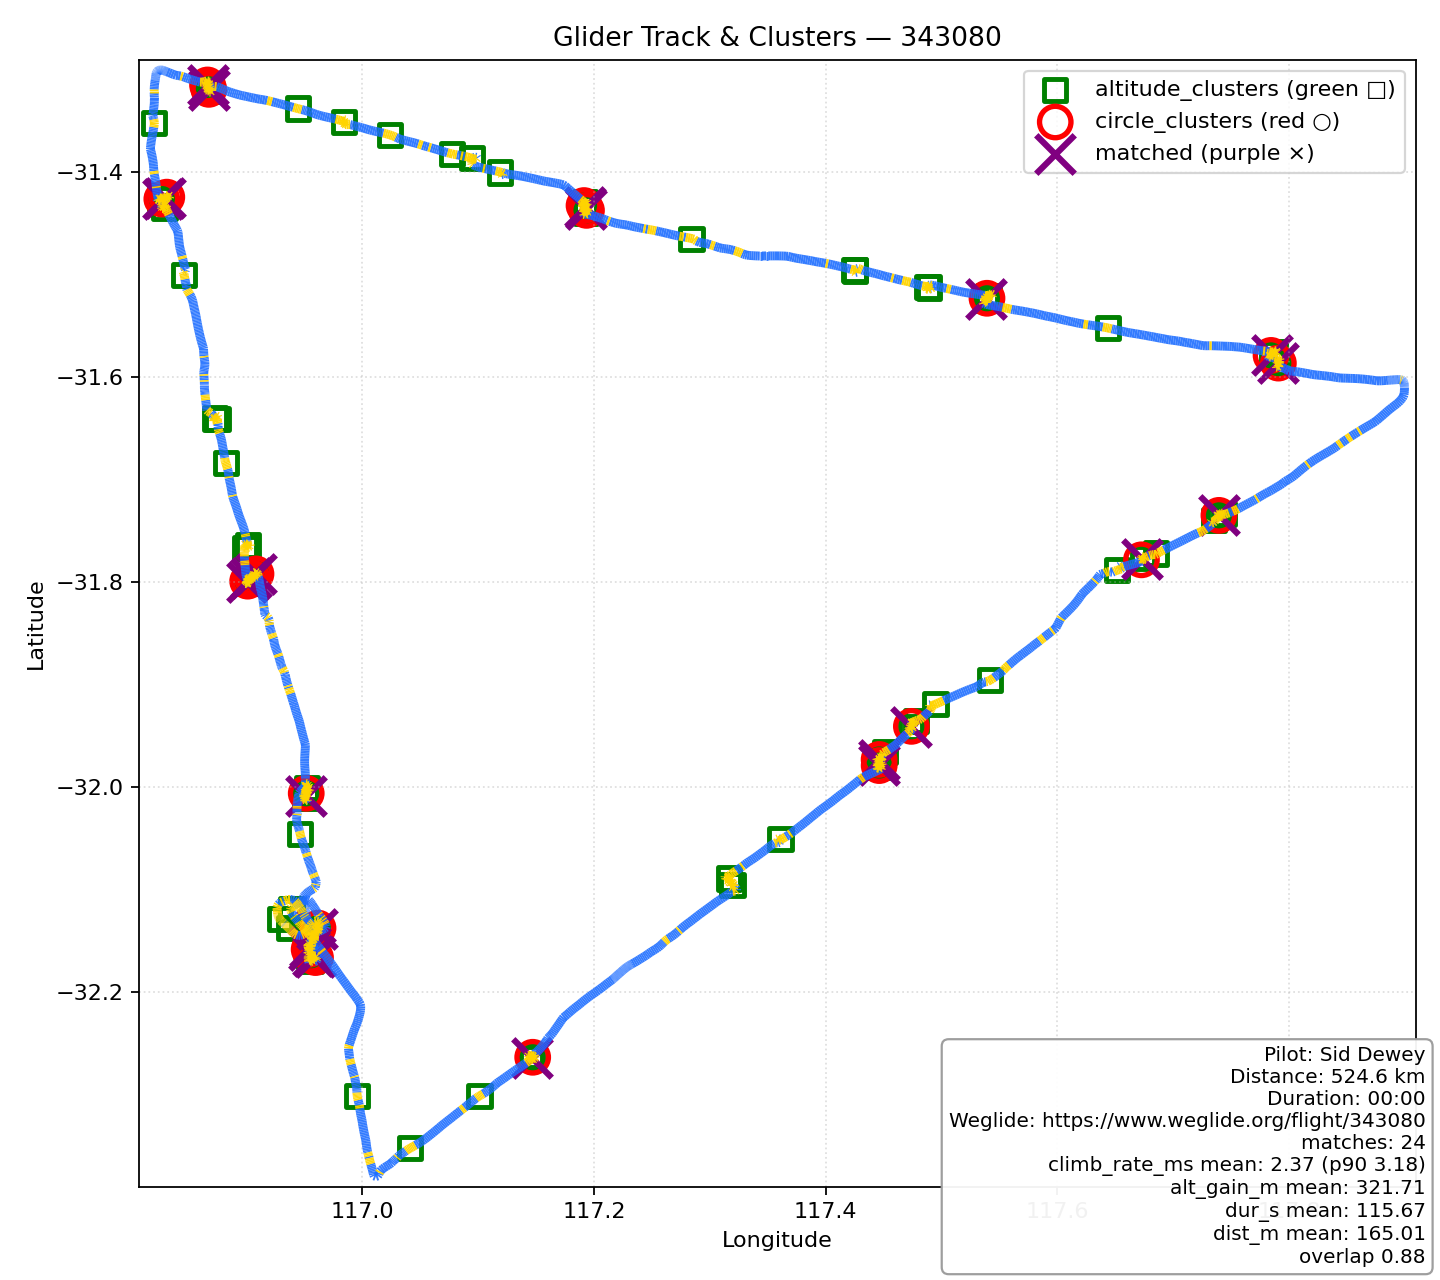 Glider Track & Clusters — 343080
altitude_clusters (green □)
circle_clusters (red ○)
matched (purple ×)
−31.4
−31.6
−31.8
−32.0
−32.2
Latitude
117.0
117.2
117.4
117.6
Longitude
Pilot: Sid Dewey
Distance: 524.6 km
Duration: 00:00
Weglide: https://www.weglide.org/flight/343080
matches: 24
climb_rate_ms mean: 2.37 (p90 3.18)
alt_gain_m mean: 321.71
dur_s mean: 115.67
dist_m mean: 165.01
overlap 0.88